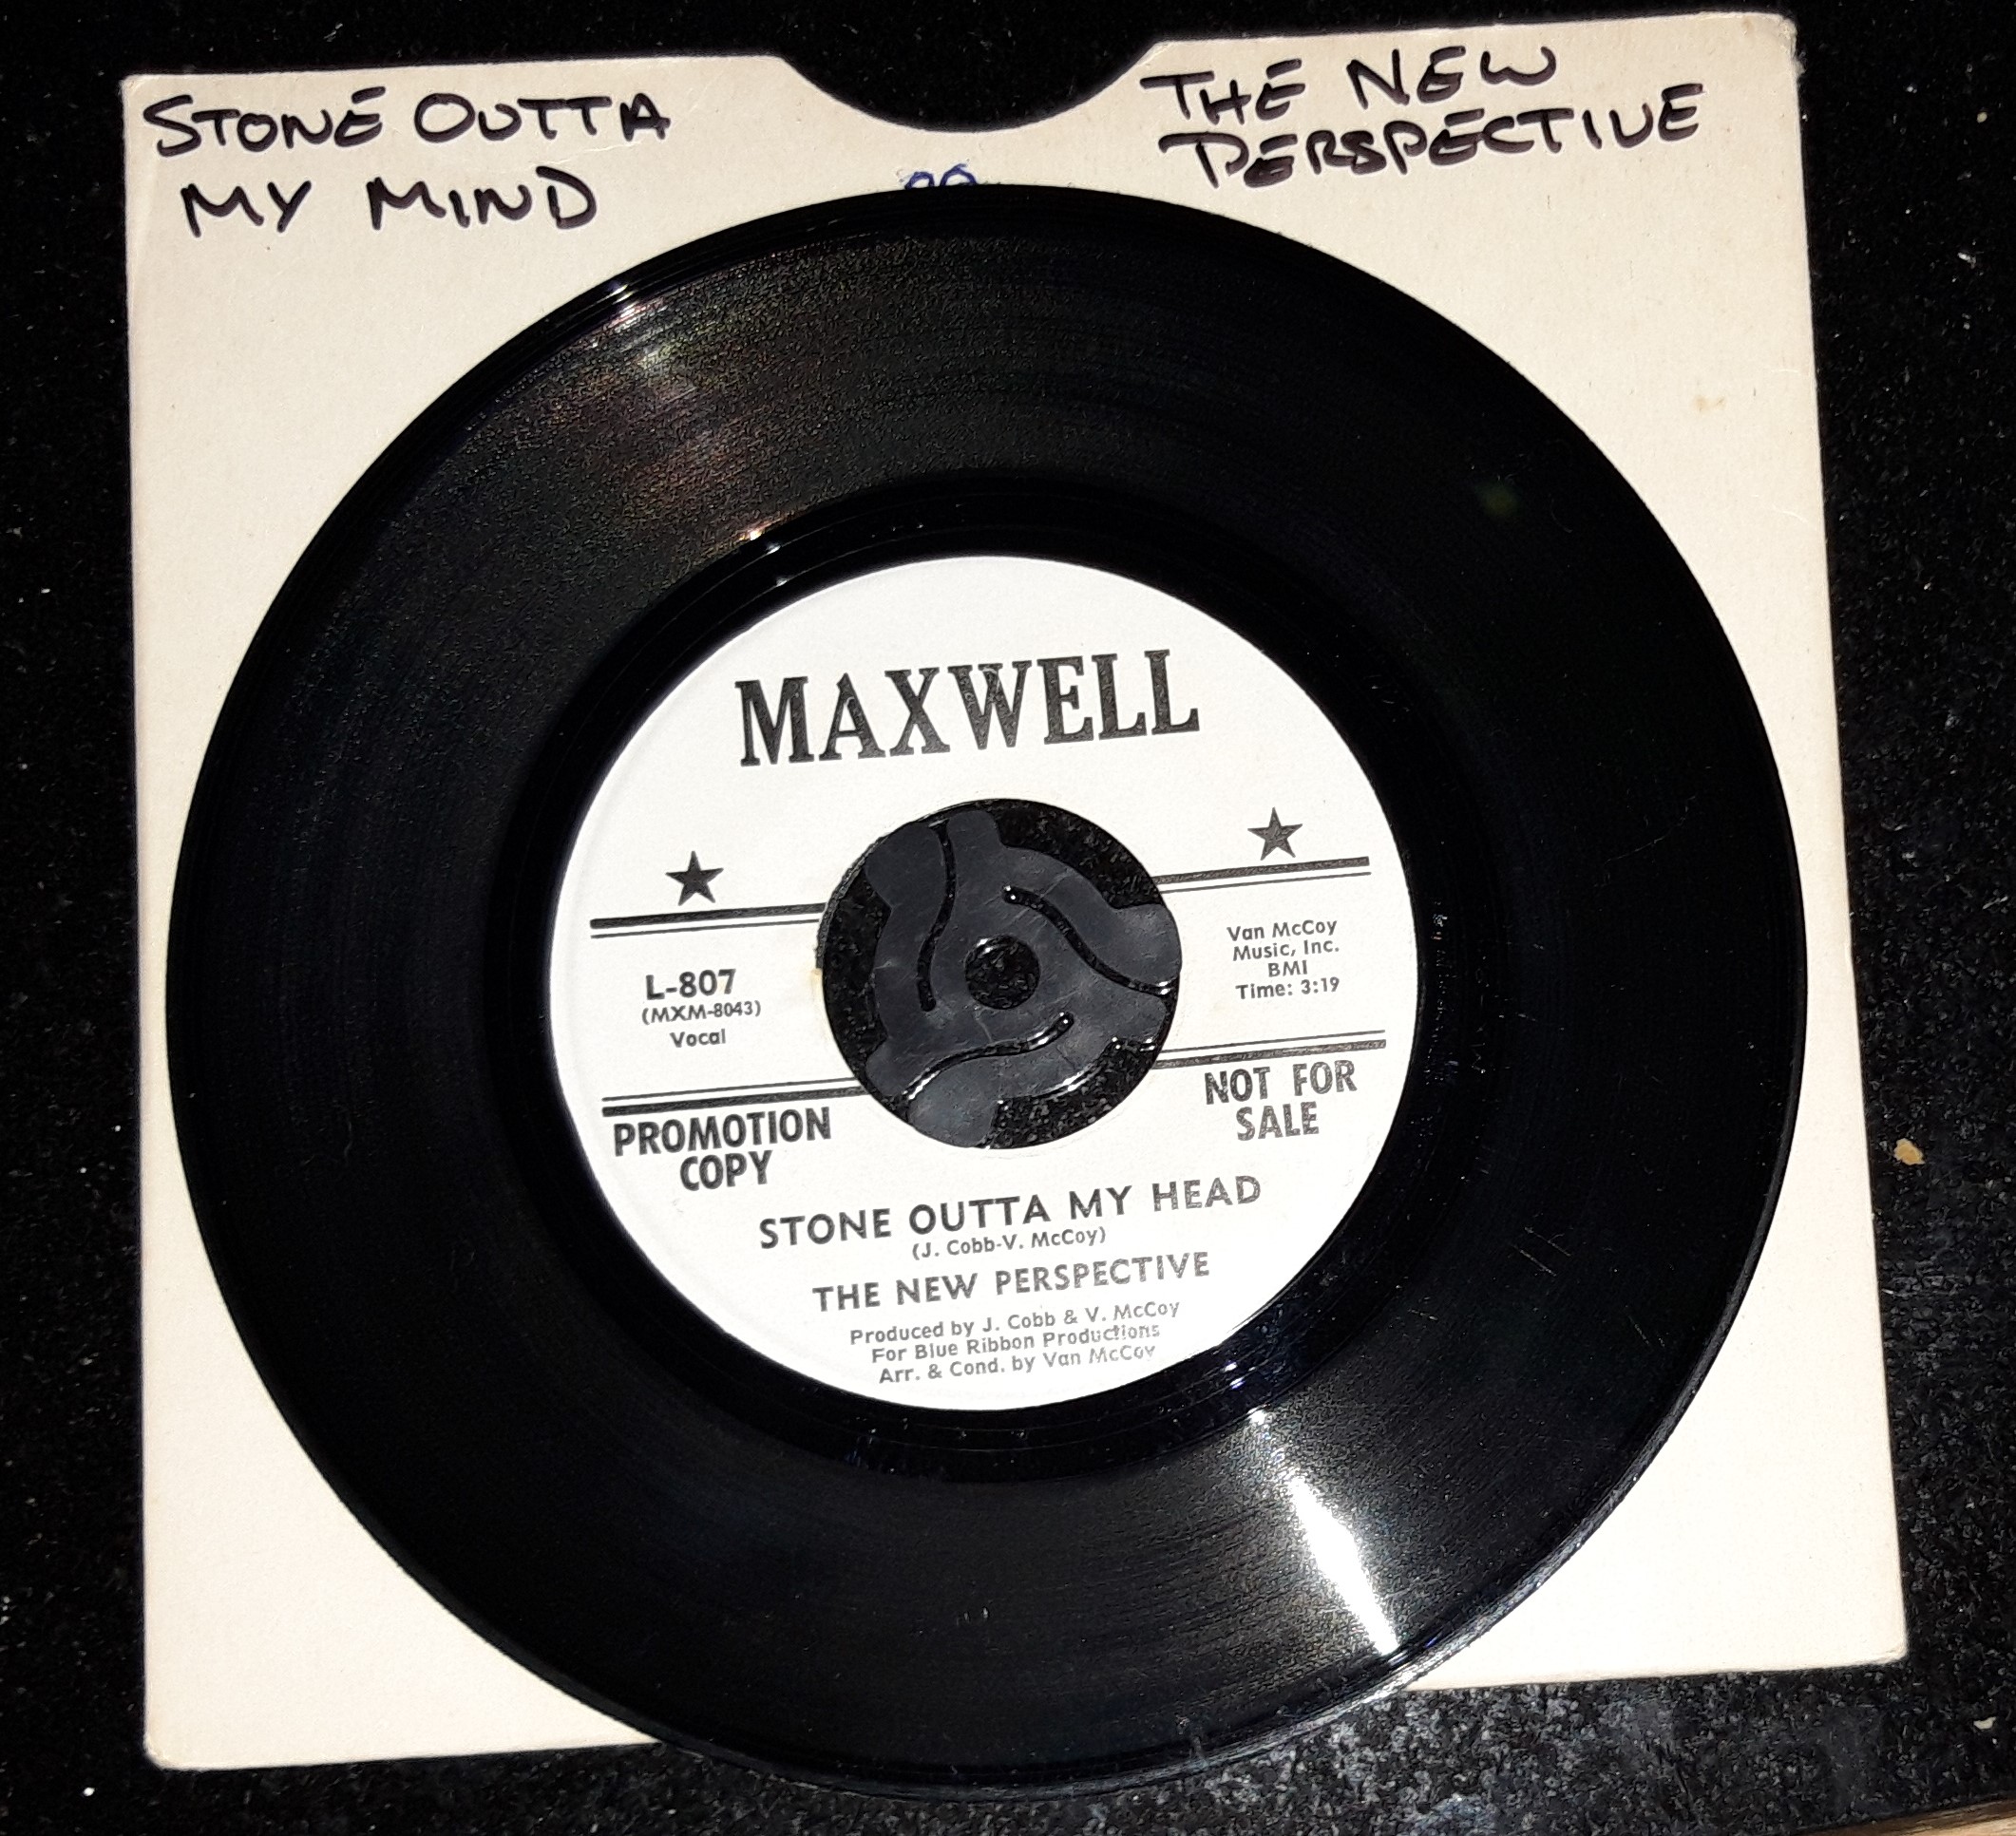 STONE OUTTA
MY MIND
THE NEW
PERSPECTIVE
MAXWELL
L-807
(MXM-8043)
Vocal
Van McCoy
Music, Inc.
BMI
Time: 3:19
PROMOTION
COPY
NOT FOR
SALE
STONE OUTTA MY HEAD
(J. Cobb-V. McCoy)
THE NEW PERSPECTIVE
Produced by J. Cobb & V. McCoy
For Blue Ribbon Productions
Arr. & Cond. by Van McCoy